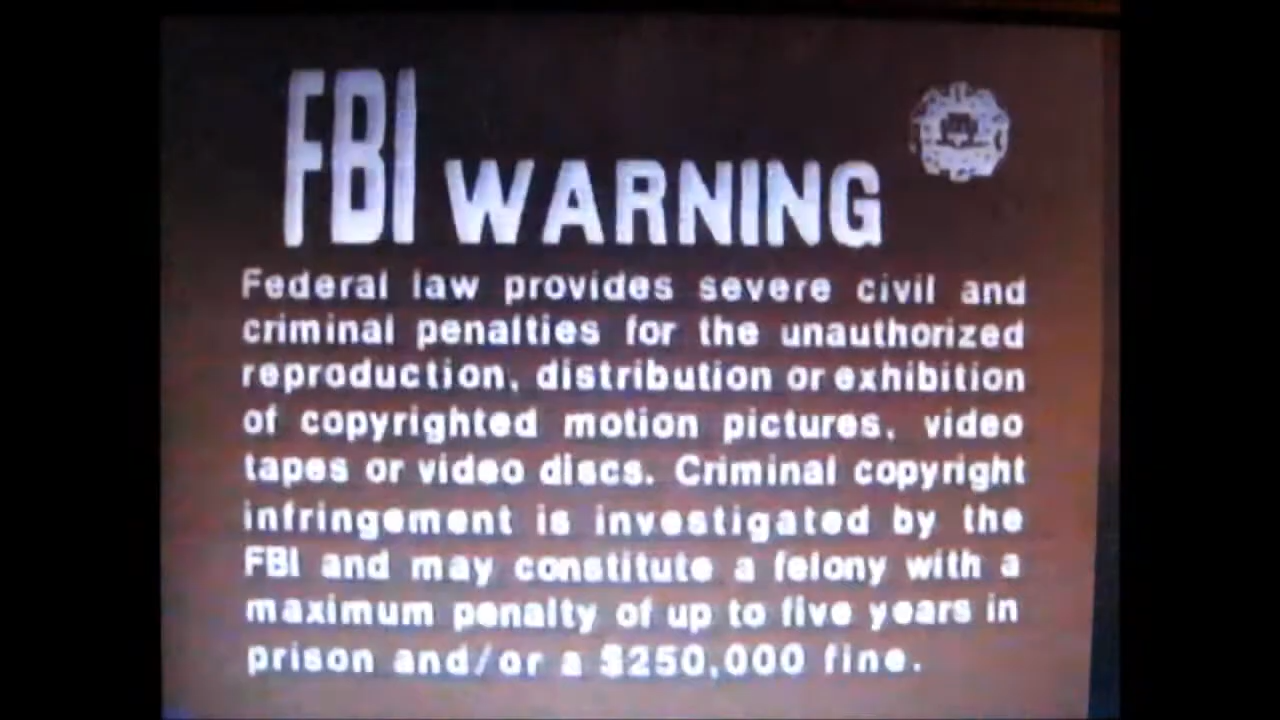 FBI WARNING
Federal law provides severe civil and
criminal penalties for the unauthorized
reproduction, distribution or exhibition
of copyrighted motion pictures, video
tapes or video discs. Criminal copyright
infringement is investigated by the
FBI and may constitute a felony with a
maximum penalty of up to five years in
prison and/or a $250,000 fine.